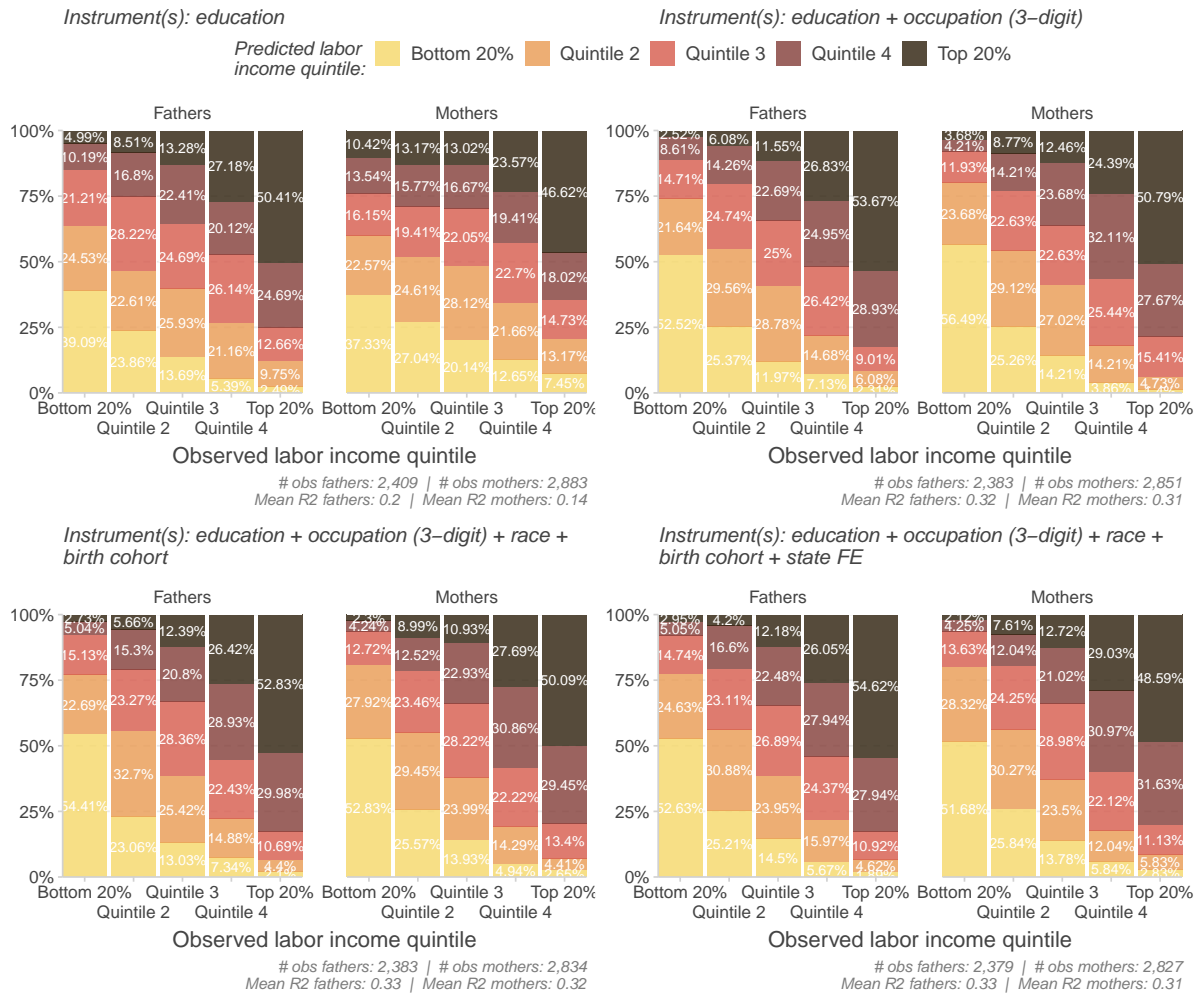 Instrument(s): education
Instrument(s): education + occupation (3−digit)
Predicted labor
income quintile:
Bottom 20% Quintile 2 Quintile 3 Quintile 4 Top 20%
Fathers
100%
75%
50%
25%
0%
4.99% 8.51% 13.28% 27.18% 50.41%
10.19% 16.8% 22.41% 20.12% 24.69%
21.21% 28.22% 24.69% 26.14% 12.66%
24.53% 22.61% 25.93% 21.16% 9.75%
39.09% 23.86% 13.69% 5.39% 2.49%
Bottom 20% Quintile 3 Top 20%
Quintile 2 Quintile 4
Mothers
10.42% 13.17% 13.02% 23.57% 46.62%
13.54% 15.77% 16.67% 19.41% 18.02%
16.15% 19.41% 22.05% 22.7% 14.73%
22.57% 24.61% 28.12% 21.66% 13.17%
37.33% 27.04% 20.14% 12.65% 7.45%
Bottom 20% Quintile 3 Top 20%
Quintile 2 Quintile 4
Observed labor income quintile
# obs fathers: 2,409 | # obs mothers: 2,883
Mean R2 fathers: 0.2 | Mean R2 mothers: 0.14
Fathers
100%
75%
50%
25%
0%
2.52% 6.08% 11.55% 26.83% 53.67%
8.61% 14.26% 22.69% 24.95% 28.93%
14.71% 24.74% 25% 26.42% 9.01%
21.64% 29.56% 28.78% 14.68% 6.08%
52.52% 25.37% 11.97% 7.13% 2.31%
Bottom 20% Quintile 3 Top 20%
Quintile 2 Quintile 4
Mothers
3.68% 8.77% 12.46% 24.39% 50.79%
4.21% 14.21% 23.68% 32.11% 27.67%
11.93% 22.63% 22.63% 25.44% 15.41%
23.68% 29.12% 27.02% 14.21% 4.73%
56.49% 25.26% 14.21% 3.86%
Bottom 20% Quintile 3 Top 20%
Quintile 2 Quintile 4
Observed labor income quintile
# obs fathers: 2,383 | # obs mothers: 2,851
Mean R2 fathers: 0.32 | Mean R2 mothers: 0.31
Instrument(s): education + occupation (3−digit) + race +
birth cohort
Fathers
100%
75%
50%
25%
0%
2.73% 5.66% 12.39% 26.42% 52.83%
5.04% 15.3% 20.8% 28.93% 29.98%
15.13% 23.27% 28.36% 22.43% 10.69%
22.69% 32.7% 25.42% 14.88% 4.4%
54.41% 23.06% 13.03% 7.34%
Bottom 20% Quintile 3 Top 20%
Quintile 2 Quintile 4
Mothers
2.3% 8.99% 10.93% 27.69% 50.09%
4.24% 12.52% 22.93% 30.86% 29.45%
12.72% 23.46% 28.22% 22.22% 13.4%
27.92% 29.45% 23.99% 14.29% 4.41%
52.83% 25.57% 13.93% 4.94% 2.65%
Bottom 20% Quintile 3 Top 20%
Quintile 2 Quintile 4
Observed labor income quintile
# obs fathers: 2,383 | # obs mothers: 2,834
Mean R2 fathers: 0.33 | Mean R2 mothers: 0.32
Instrument(s): education + occupation (3−digit) + race +
birth cohort + state FE
Fathers
100%
75%
50%
25%
0%
2.95% 4.2% 12.18% 26.05% 54.62%
5.05% 16.6% 22.48% 27.94% 27.94%
14.74% 23.11% 26.89% 24.37% 10.92%
24.63% 30.88% 23.95% 15.97% 4.62%
52.63% 25.21% 14.5% 5.67%
Bottom 20% Quintile 3 Top 20%
Quintile 2 Quintile 4
Mothers
2.12% 7.61% 12.72% 29.03% 48.59%
4.25% 12.04% 21.02% 30.97% 31.63%
13.63% 24.25% 28.98% 22.12% 11.13%
28.32% 30.27% 23.5% 12.04% 5.83%
51.68% 25.84% 13.78% 5.84% 2.83%
Bottom 20% Quintile 3 Top 20%
Quintile 2 Quintile 4
Observed labor income quintile
# obs fathers: 2,379 | # obs mothers: 2,827
Mean R2 fathers: 0.33 | Mean R2 mothers: 0.31